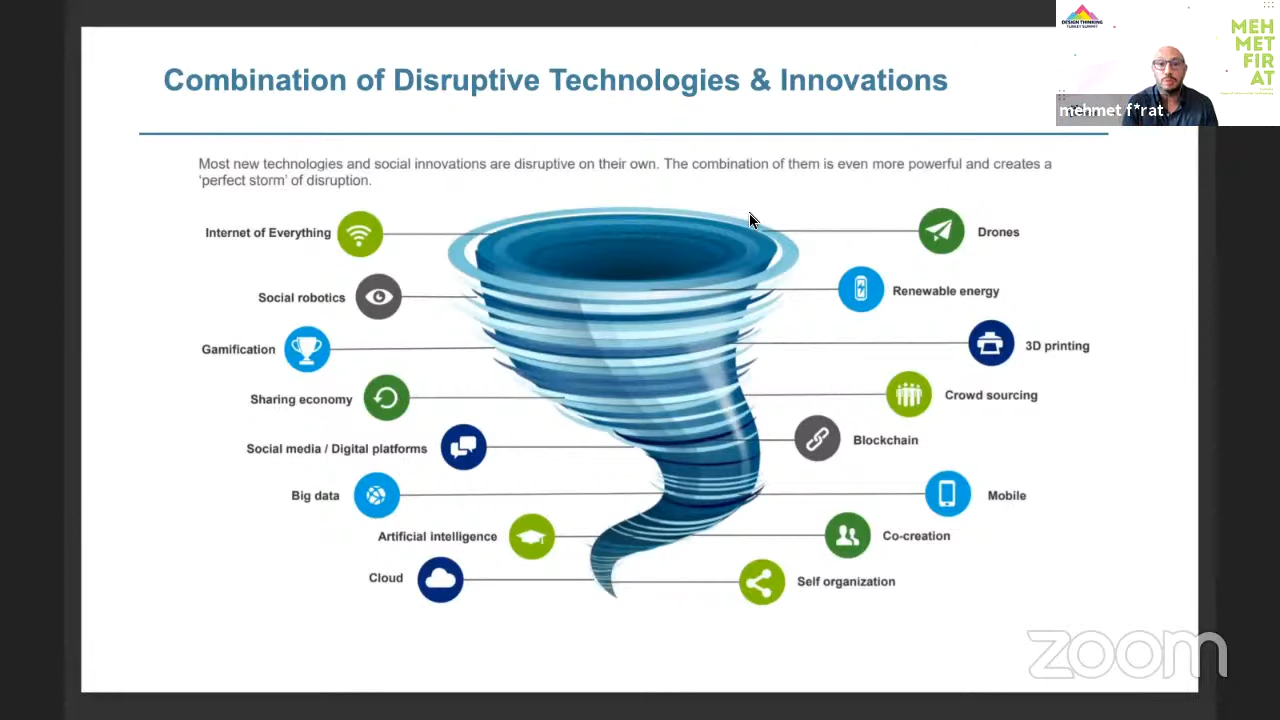 Combination of Disruptive Technologies & Innovations
DESIGN THINKING
TURKEY SUMMIT
MEH
MET
FIR
AT
mehmet f*rat
Most new technologies and social innovations are disruptive on their own. The combination of them is even more powerful and creates a
‘perfect storm’ of disruption.
Internet of Everything
Drones
Social robotics
Renewable energy
Gamification
3D printing
Sharing economy
Crowd sourcing
Social media / Digital platforms
Blockchain
Big data
Mobile
Artificial intelligence
Co-creation
Cloud
Self organization
zoom